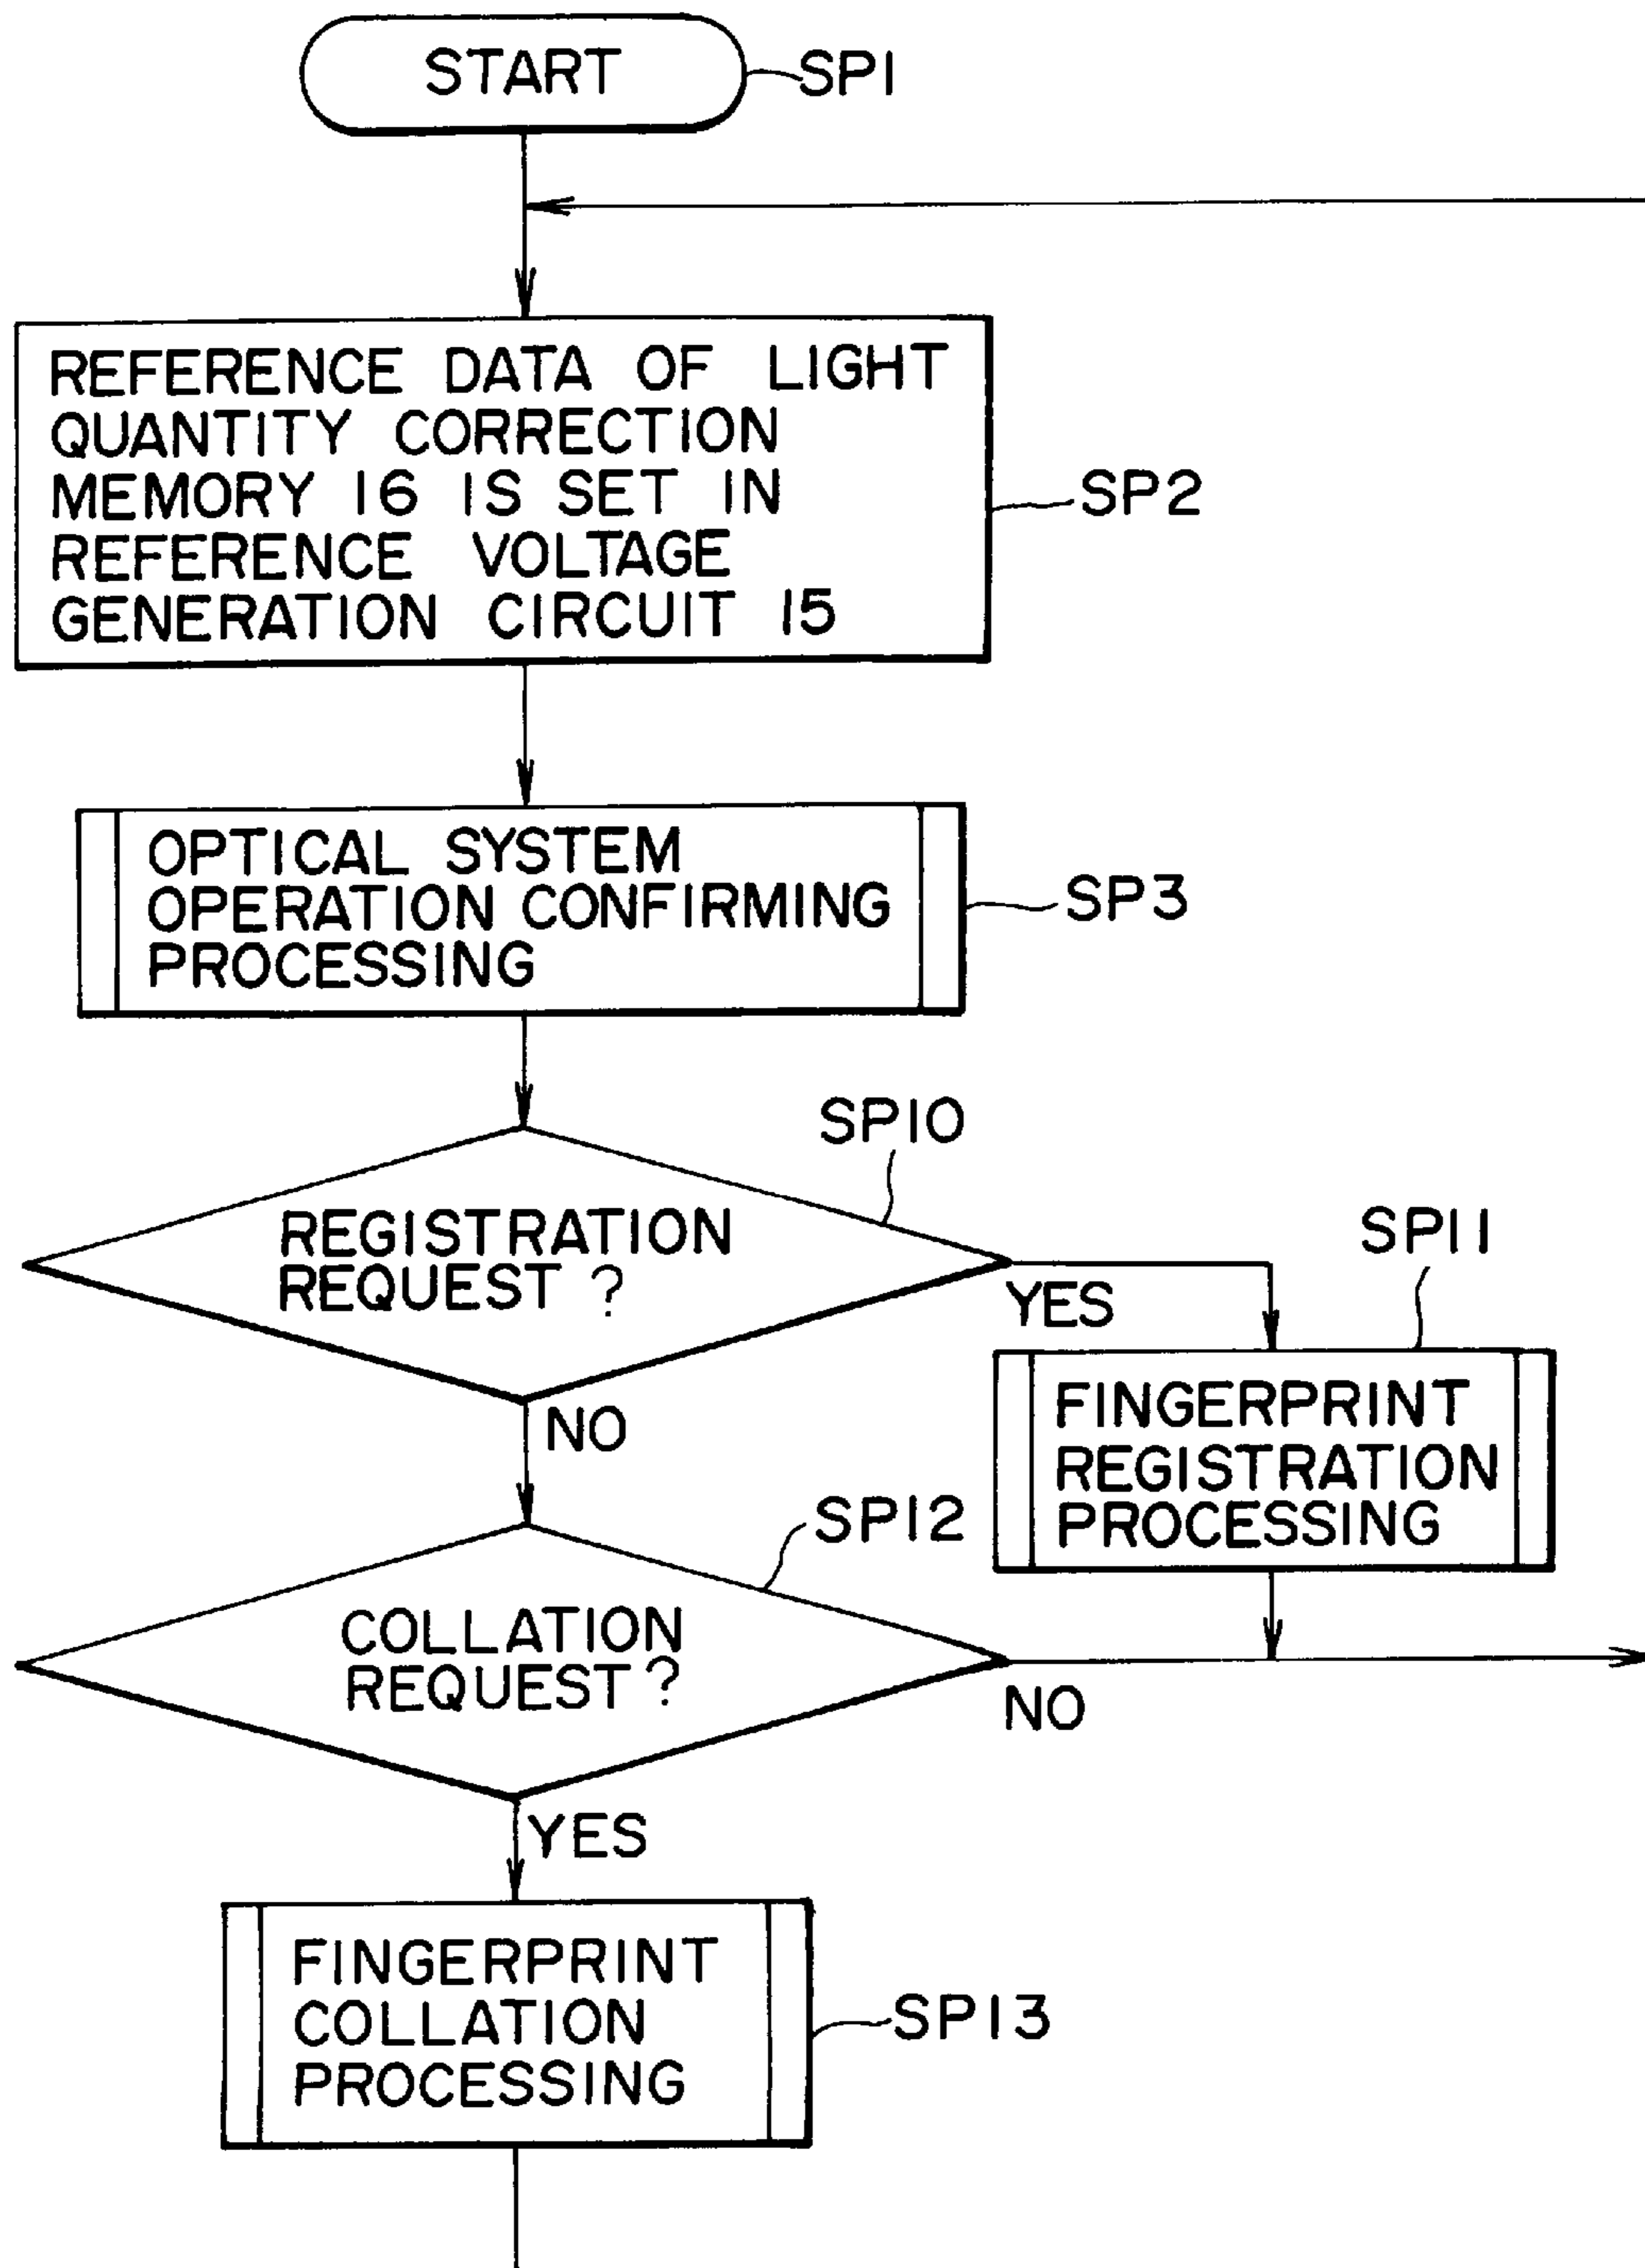 START
SP1
REFERENCE DATA OF LIGHT
QUANTITY CORRECTION
MEMORY 16 IS SET IN
REFERENCE VOLTAGE
GENERATION CIRCUIT 15
SP2
OPTICAL SYSTEM
OPERATION CONFIRMING
PROCESSING
SP3
SP10
REGISTRATION
REQUEST ?
YES
NO
SP11
FINGERPRINT
REGISTRATION
PROCESSING
SP12
COLLATION
REQUEST ?
NO
YES
FINGERPRINT
COLLATION
PROCESSING
SP13